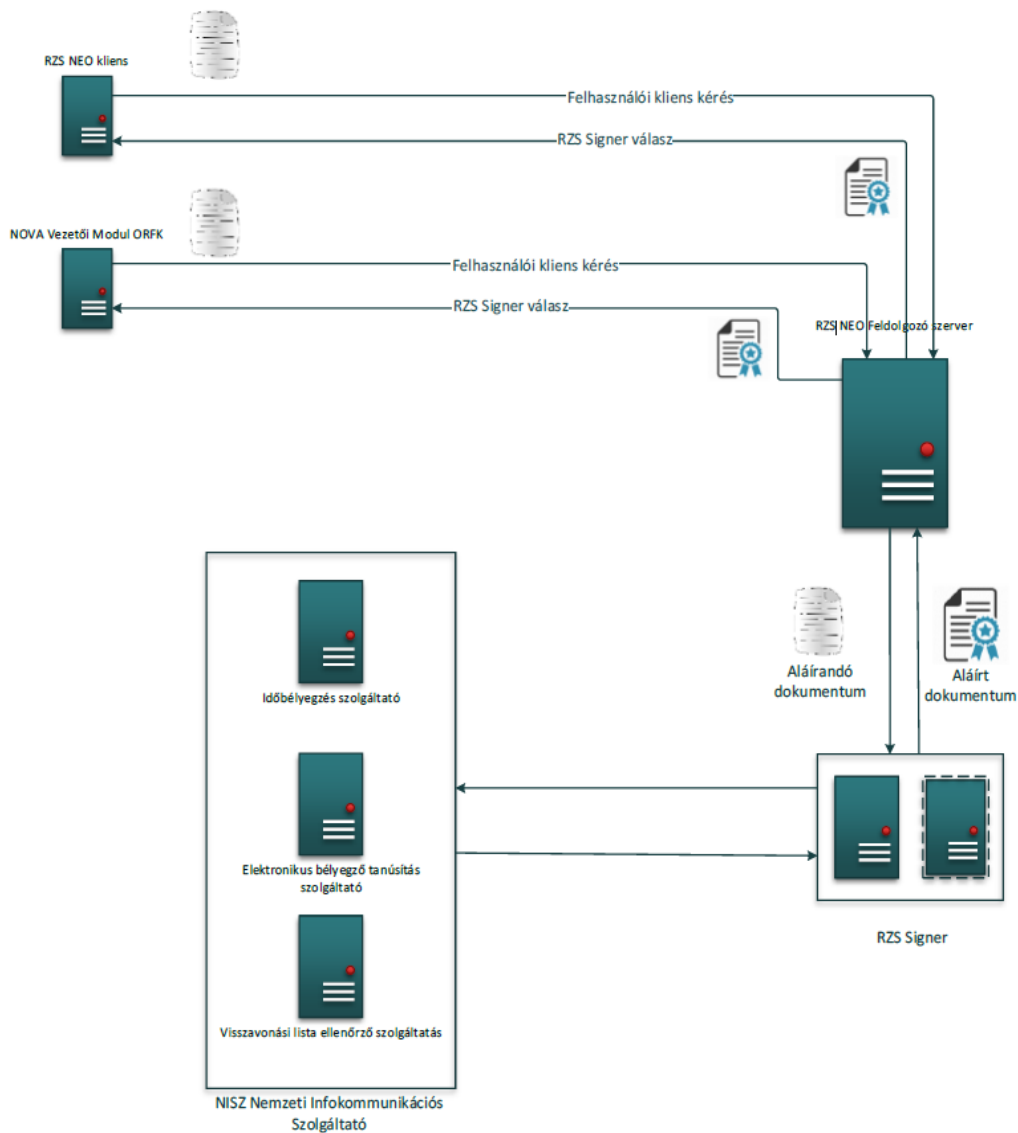 RZS NEO kliens
Felhasználói kliens kérés
RZS Signer válasz
NOVA Vezetői Modul ORFK
Felhasználói kliens kérés
RZS Signer válasz
RZS NEO Feldolgozó szerver
Aláírandó
dokumentum
Aláírt
dokumentum
Időbélyegzés szolgáltató
Elektronikus bélyegző tanúsítás
szolgáltató
Visszavonási lista ellenőrző szolgáltatás
RZS Signer
NISZ Nemzeti Infokommunikációs
Szolgáltató